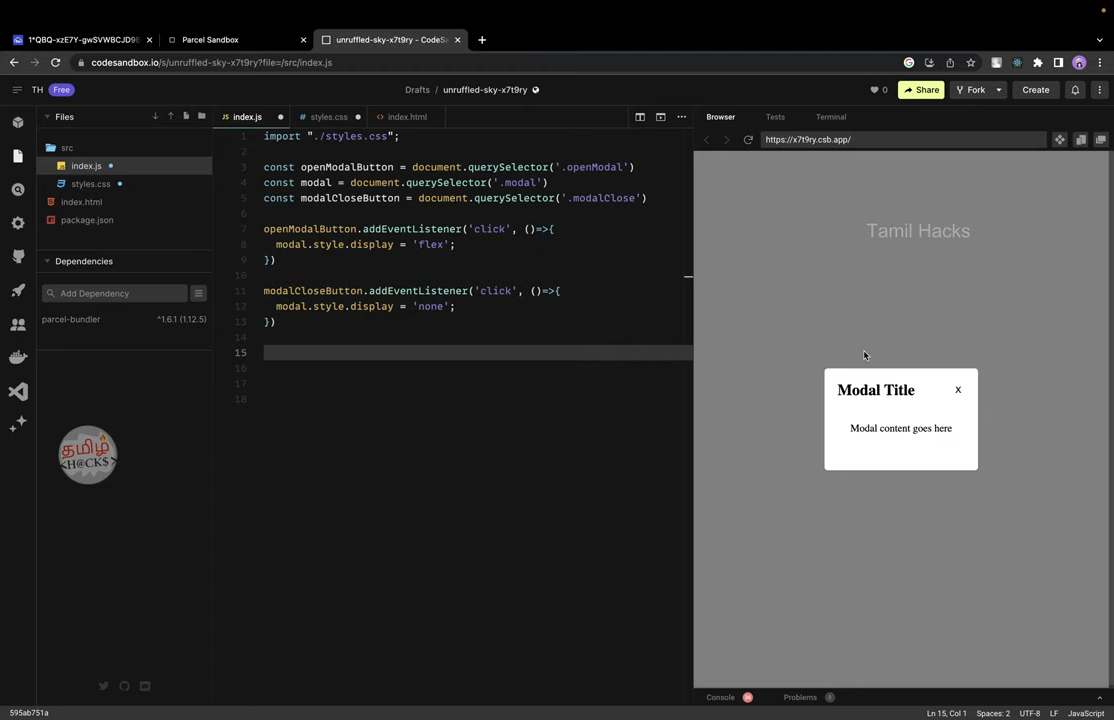 1*QBQ-xzE7Y-gwSVWBCJD9E
Parcel Sandbox
unruffled-sky-x7t9ry - CodeSa
codesandbox.io/s/unruffled-sky-x7t9ry?file=/src/index.js
TH Free
Drafts / unruffled-sky-x7t9ry
0
Share
Fork
Create
Files
src
index.js
styles.css
index.html
package.json
Dependencies
Add Dependency
parcel-bundler ^1.6.1 (1.12.5)
தமிழ்
<H@CK$>
index.js styles.css index.html
1 import "./styles.css";
2
3 const openModalButton = document.querySelector('.openModal')
4 const modal = document.querySelector('.modal')
5 const modalCloseButton = document.querySelector('.modalClose')
6
7 openModalButton.addEventListener('click', ()=>{
8 modal.style.display = 'flex';
9 })
10
11 modalCloseButton.addEventListener('click', ()=>{
12 modal.style.display = 'none';
13 })
14
15
16
17
18
Browser Tests Terminal
https://x7t9ry.csb.app/
Tamil Hacks
Modal Title X
Modal content goes here
Console Problems
595ab751a
Ln 15, Col 1 Spaces: 2 UTF-8 LF JavaScript